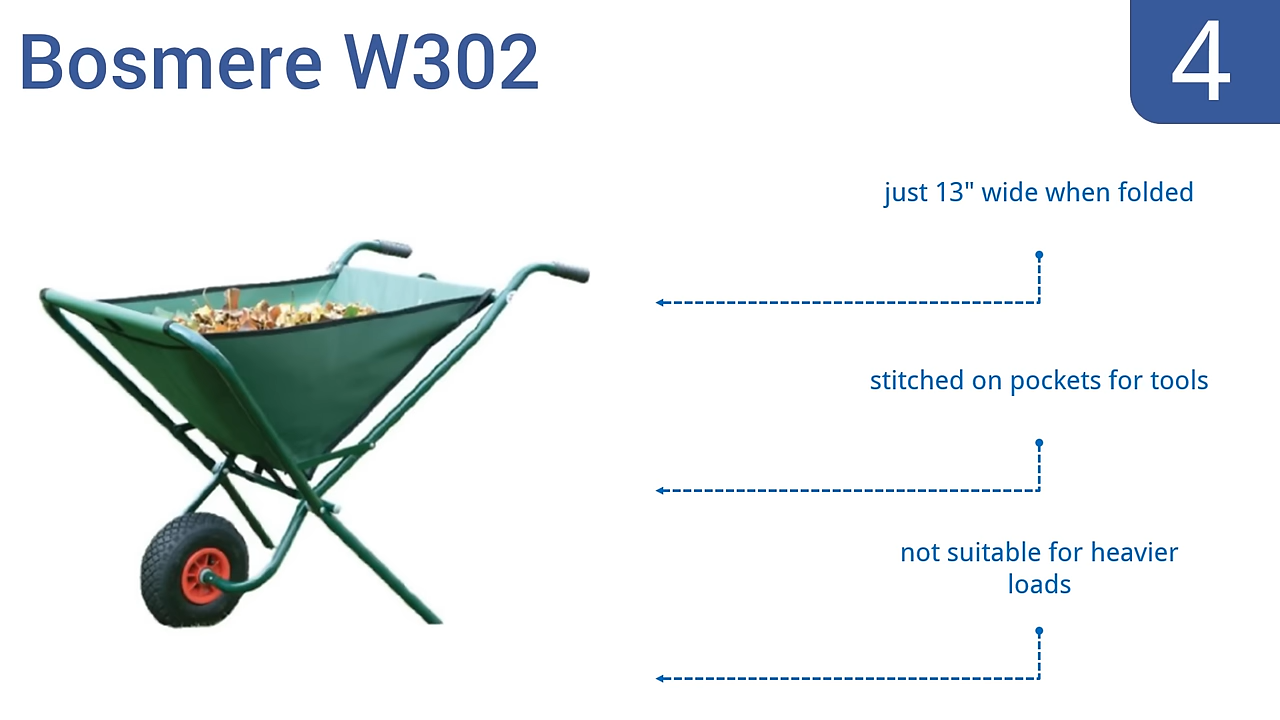 Bosmere W302
4
just 13" wide when folded
stitched on pockets for tools
not suitable for heavier
loads